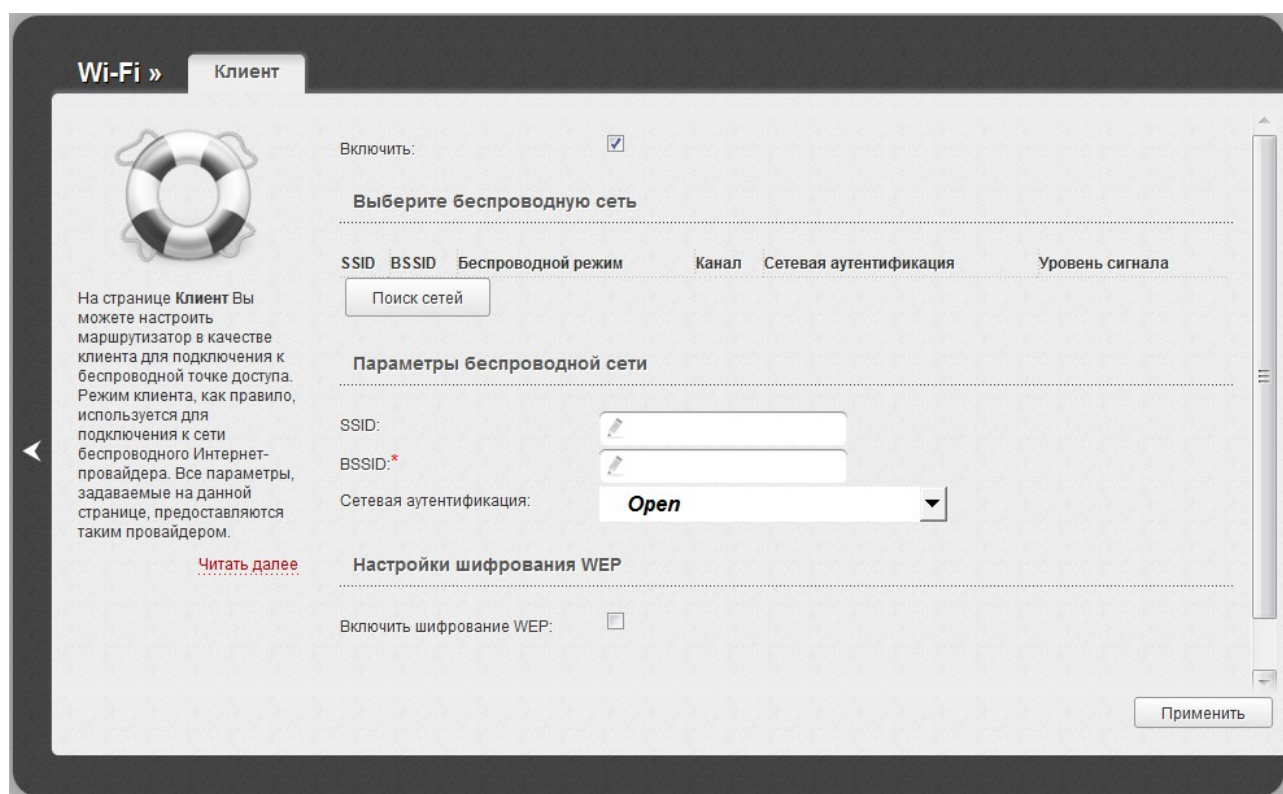 Wi-Fi » Клиент
Включить:
Выберите беспроводную сеть
SSID BSSID Беспроводной режим Канал Сетевая аутентификация Уровень сигнала
Поиск сетей
На странице Клиент Вы
можете настроить
маршрутизатор в качестве
клиента для подключения к
беспроводной точке доступа.
Режим клиента, как правило,
используется для
подключения к сети
беспроводного Интернет-
провайдера. Все параметры,
задаваемые на данной
странице, предоставляются
таким провайдером.
Читать далее
Параметры беспроводной сети
SSID:
BSSID:*
Сетевая аутентификация: Open
Настройки шифрования WEP
Включить шифрование WEP:
Применить